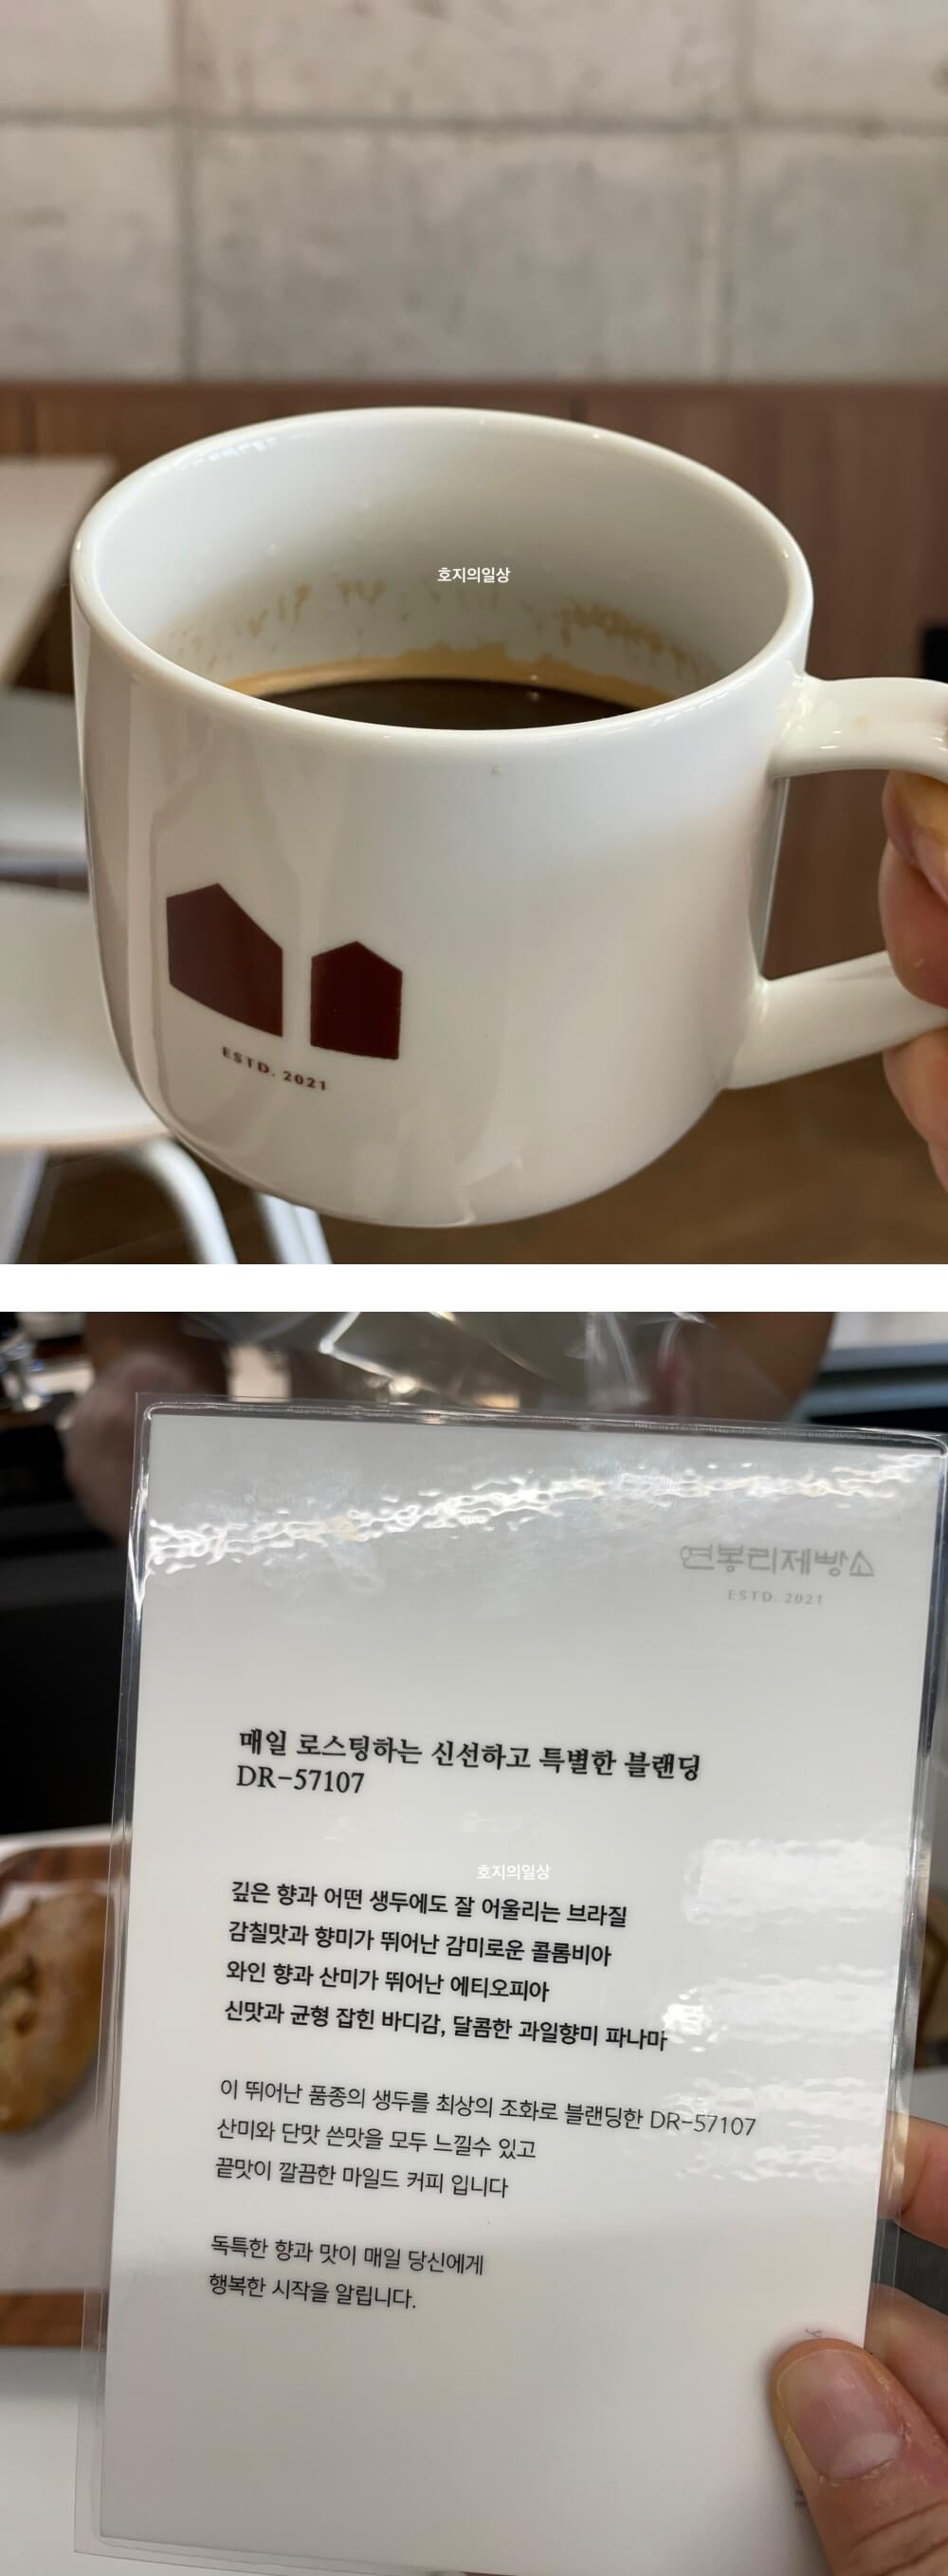 호지의일상
ESTD. 2021
연봉리제빵소
ESTD. 2021
매일 로스팅하는 신선하고 특별한 블랜딩
DR-57107
호지의일상
깊은 향과 어떤 생두에도 잘 어울리는 브라질
감칠맛과 향미가 뛰어난 감미로운 콜롬비아
와인 향과 산미가 뛰어난 에티오피아
신맛과 균형 잡힌 바디감, 달콤한 과일향미 파나마
이 뛰어난 품종의 생두를 최상의 조화로 블랜딩한 DR-57107
산미와 단맛 쓴맛을 모두 느낄수 있고
끝맛이 깔끔한 마일드 커피 입니다
독특한 향과 맛이 매일 당신에게
행복한 시작을 알립니다.